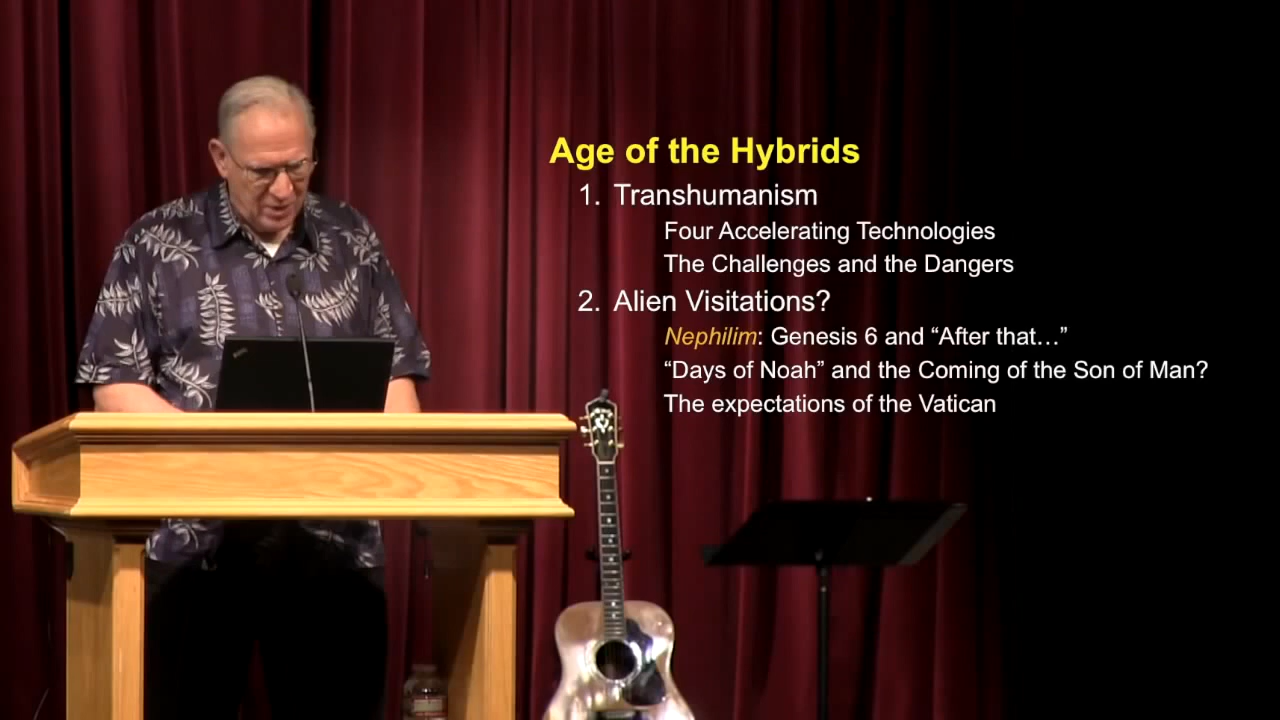 Age of the Hybrids
1. Transhumanism
Four Accelerating Technologies
The Challenges and the Dangers
2. Alien Visitations?
Nephilim: Genesis 6 and “After that…”
“Days of Noah” and the Coming of the Son of Man?
The expectations of the Vatican